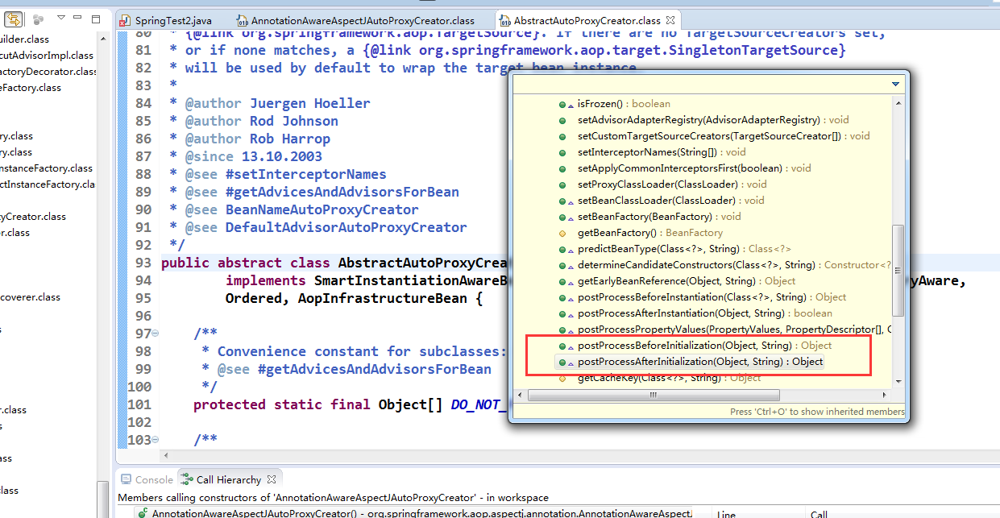 SpringTest2.java
AnnotationAwareAspectJAutoProxyCreator.class
AbstractAutoProxyCreator.class
uilder.class
cutAdvisorImpl.class
actoryDecorator.class
eFactory.class
ry.class
ry.class
nstanceFactory.class
ctInstanceFactory.cla
yCreator.class
r.class
coverer.class
r.class
ass
class
80 * {@link org.springframework.aop.TargetSource}. If there are no TargetSourceCreators set,
81 * or if none matches, a {@link org.springframework.aop.target.SingletonTargetSource}
82 * will be used by default to wrap the target bean instance.
83 *
84 * @author Juergen Hoeller
85 * @author Rod Johnson
86 * @author Rob Harrop
87 * @since 13.10.2003
88 * @see #setInterceptorNames
89 * @see #getAdvicesAndAdvisorsForBean
90 * @see BeanNameAutoProxyCreator
91 * @see DefaultAdvisorAutoProxyCreator
92 */
93 public abstract class AbstractAutoProxyCrea
94 implements SmartInstantiationAwareB yAware,
95 Ordered, AopInfrastructureBean {
96
97 /**
98 * Convenience constant for subclasses:
99 * @see #getAdvicesAndAdvisorsForBean
100 */
101 protected static final Object[] DO_NOT_
102
103 /**
isFrozen() : boolean
setAdvisorAdapterRegistry(AdvisorAdapterRegistry) : void
setCustomTargetSourceCreators(TargetSourceCreator[]) : void
setInterceptorNames(String[]) : void
setApplyCommonInterceptorsFirst(boolean) : void
setProxyClassLoader(ClassLoader) : void
setBeanClassLoader(ClassLoader) : void
setBeanFactory(BeanFactory) : void
getBeanFactory() : BeanFactory
predictBeanType(Class<?>, String) : Class<?>
determineCandidateConstructors(Class<?>, String) : Constructor<?
getEarlyBeanReference(Object, String) : Object
postProcessBeforeInstantiation(Class<?>, String) : Object
postProcessAfterInstantiation(Object, String) : boolean
postProcessPropertyValues(PropertyValues, PropertyDescriptor[], O
postProcessBeforeInitialization(Object, String) : Object
postProcessAfterInitialization(Object, String) : Object
getCacheKey(Class<?>, String) : Object
Press 'Ctrl+O' to show inherited members
Console
Call Hierarchy
Members calling constructors of 'AnnotationAwareAspectJAutoProxyCreator' - in workspace
AnnotationAwareAspectJAutoProxyCreator() - org.springframework.aop.aspectj.annotation.AnnotationAwareAspectJ
Line
Call